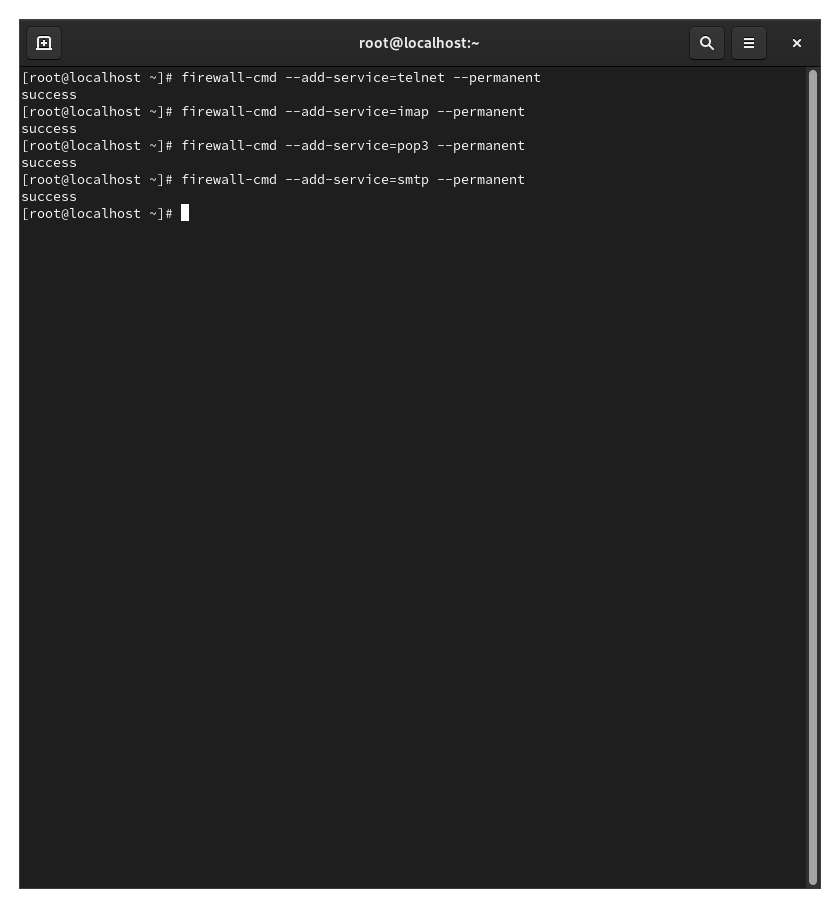 root@localhost:~
[root@localhost ~]# firewall-cmd --add-service=telnet --permanent
success
[root@localhost ~]# firewall-cmd --add-service=imap --permanent
success
[root@localhost ~]# firewall-cmd --add-service=pop3 --permanent
success
[root@localhost ~]# firewall-cmd --add-service=smtp --permanent
success
[root@localhost ~]#